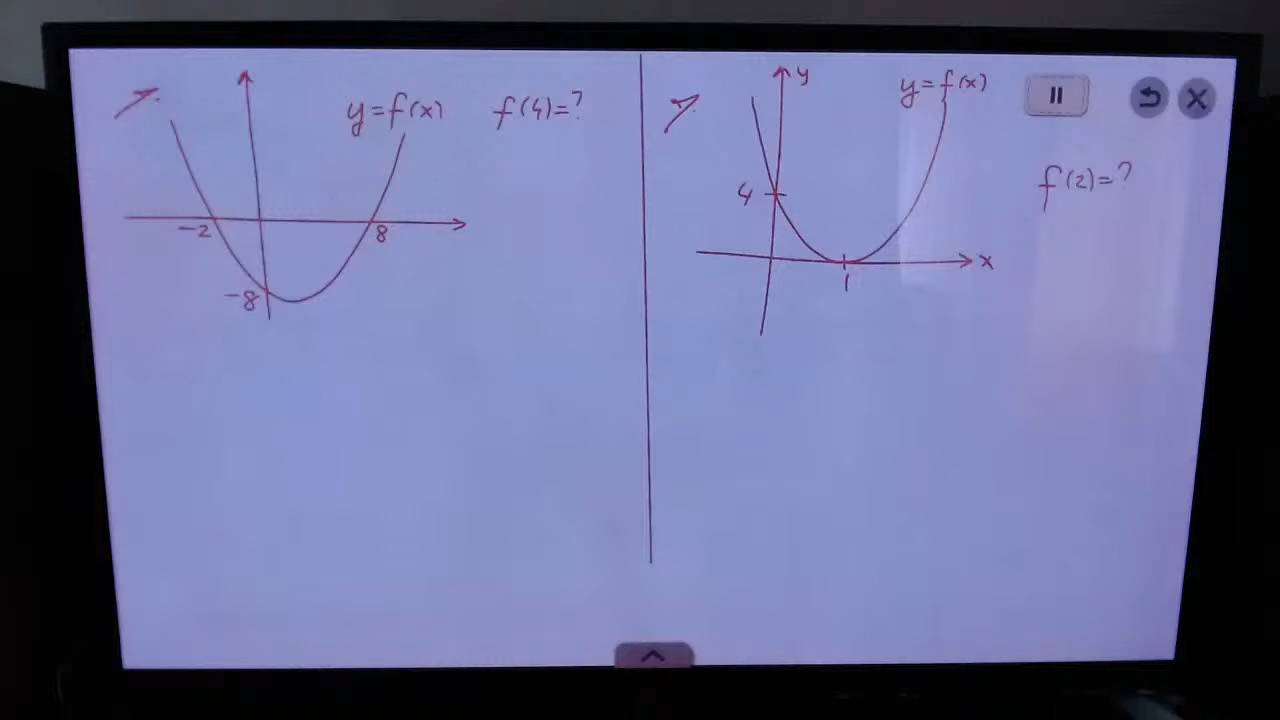 y=f(x) f(4)=?
-2
8
-8
y
y=f(x)
f(2)=?
4
x
1